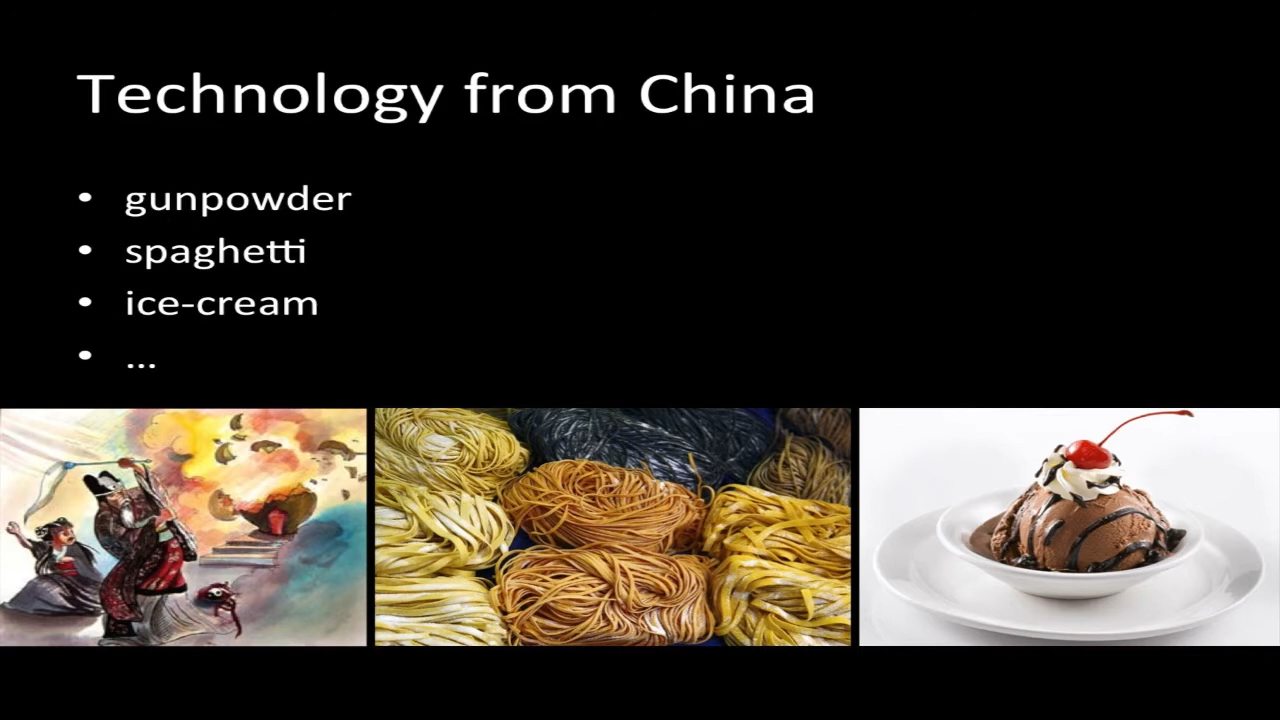 Technology from China
• gunpowder
• spaghetti
• ice-cream
• ...